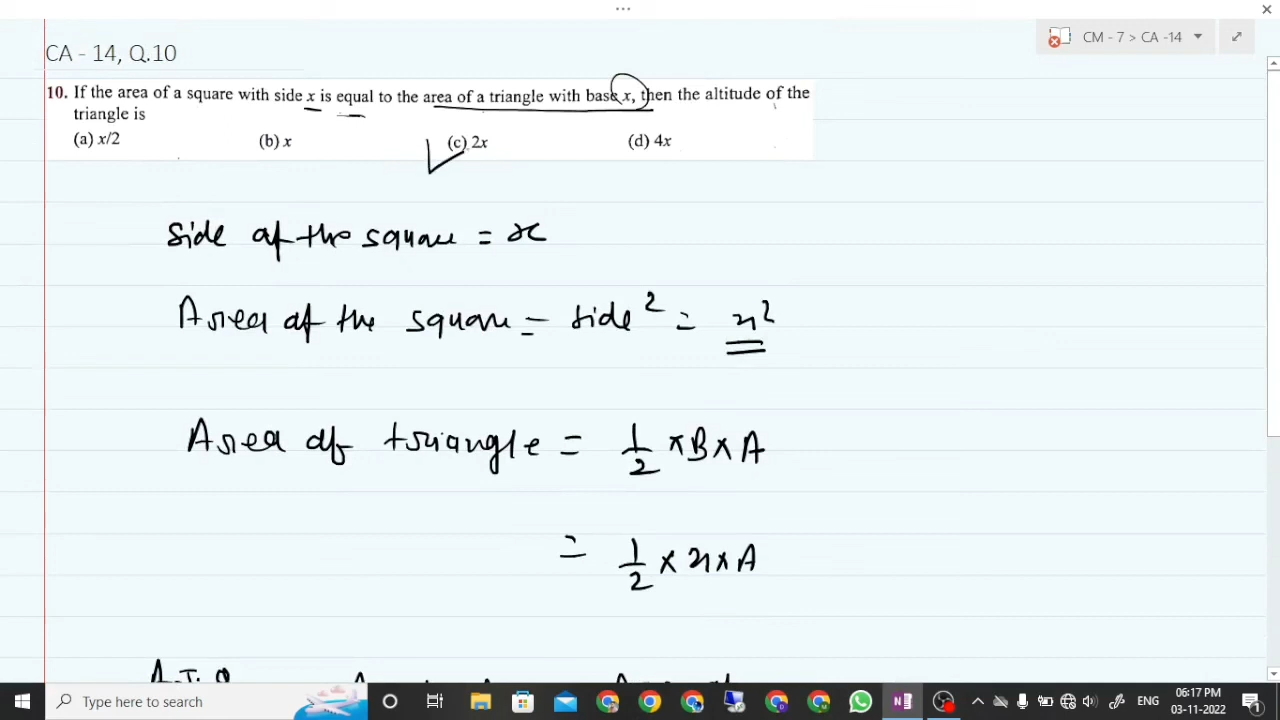 CM - 7 > CA -14
CA - 14, Q.10
10. If the area of a square with side x is equal to the area of a triangle with base x, then the altitude of the
triangle is
(a) x/2 (b) x (c) 2x (d) 4x
side of the square = x
Area of the square = side² = x²
Area of triangle = 1/2 × B × A
= 1/2 × x × A
A.T.Q
Type here to search
ENG
06:17 PM
03-11-2022
1